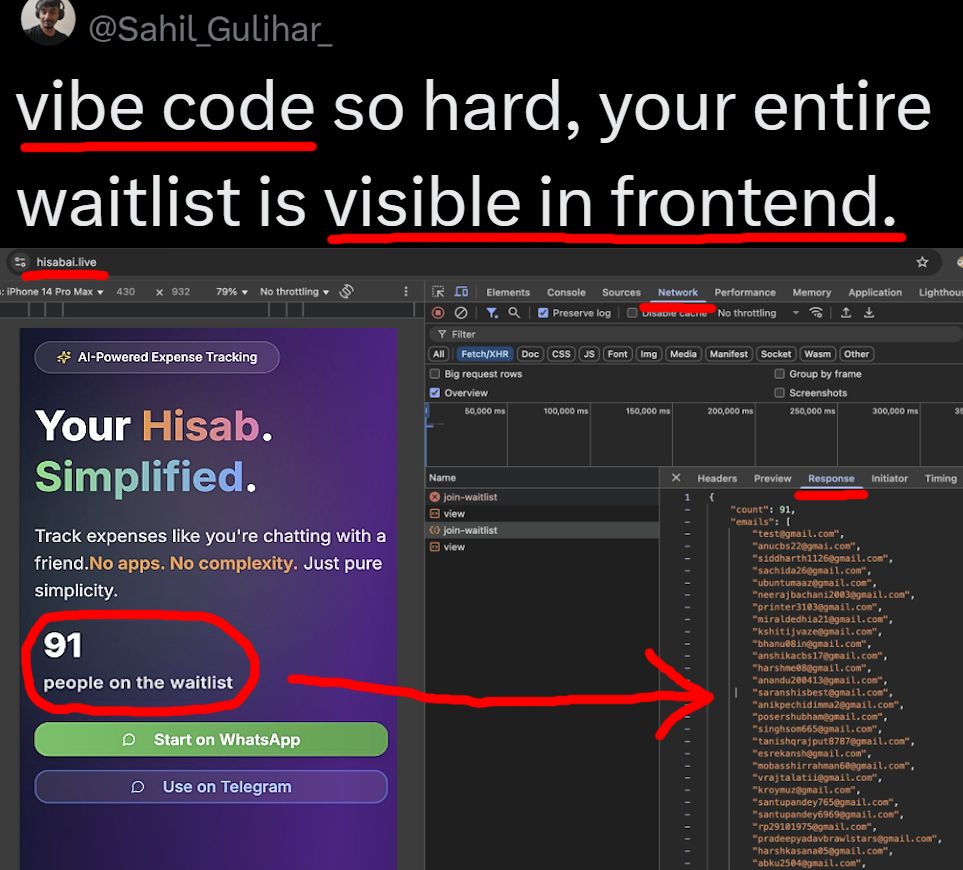 @Sahil_Gulihar_
vibe code so hard, your entire
waitlist is visible in frontend.
hisabai.live
s: iPhone 14 Pro Max ▾ 430 × 932 79% ▾ No throttling ▾
Elements Console Sources Network Performance Memory Application Lighthous
Preserve log Disable cache No throttling
Filter
All Fetch/XHR Doc CSS JS Font Img Media Manifest Socket Wasm Other
Big request rows Group by frame
Overview Screenshots
50,000 ms 100,000 ms 150,000 ms 200,000 ms 250,000 ms 300,000 ms 35
AI-Powered Expense Tracking
Your Hisab.
Simplified.
Track expenses like you're chatting with a
friend.No apps. No complexity. Just pure
simplicity.
91
people on the waitlist
Start on WhatsApp
Use on Telegram
Name
join-waitlist
view
join-waitlist
view
Headers Preview Response Initiator Timing
1 {
"count": 91,
"emails": [
"test@gmail.com",
"anucbs22@gmai.com",
"siddharth1126@gmail.com",
"sachida26@gmail.com",
"ubuntumaaz@gmail.com",
"neerajbachani2003@gmail.com",
"printer3103@gmail.com",
"miraldedhia21@gmail.com",
"kshitijvaze@gmail.com",
"bhanu08in@gmail.com",
"anshikacbs17@gmail.com",
"harshme08@gmail.com",
"anandu200413@gmail.com",
"saranshisbest@gmail.com",
"anikpechidimma2@gmail.com",
"posershubham@gmail.com",
"singhsom665@gmail.com",
"tanishqrajput8787@gmail.com",
"esrekansh@gmail.com",
"mobasshirrahman60@gmail.com",
"vrajtalatii@gmail.com",
"kroymuz@gmail.com",
"santupandey765@gmail.com",
"santupandey6969@gmail.com",
"rp29101975@gmail.com",
"pradeepyadavbrawlstars@gmail.com",
"harshkasana05@gmail.com",
"abku2504@gmail.com",